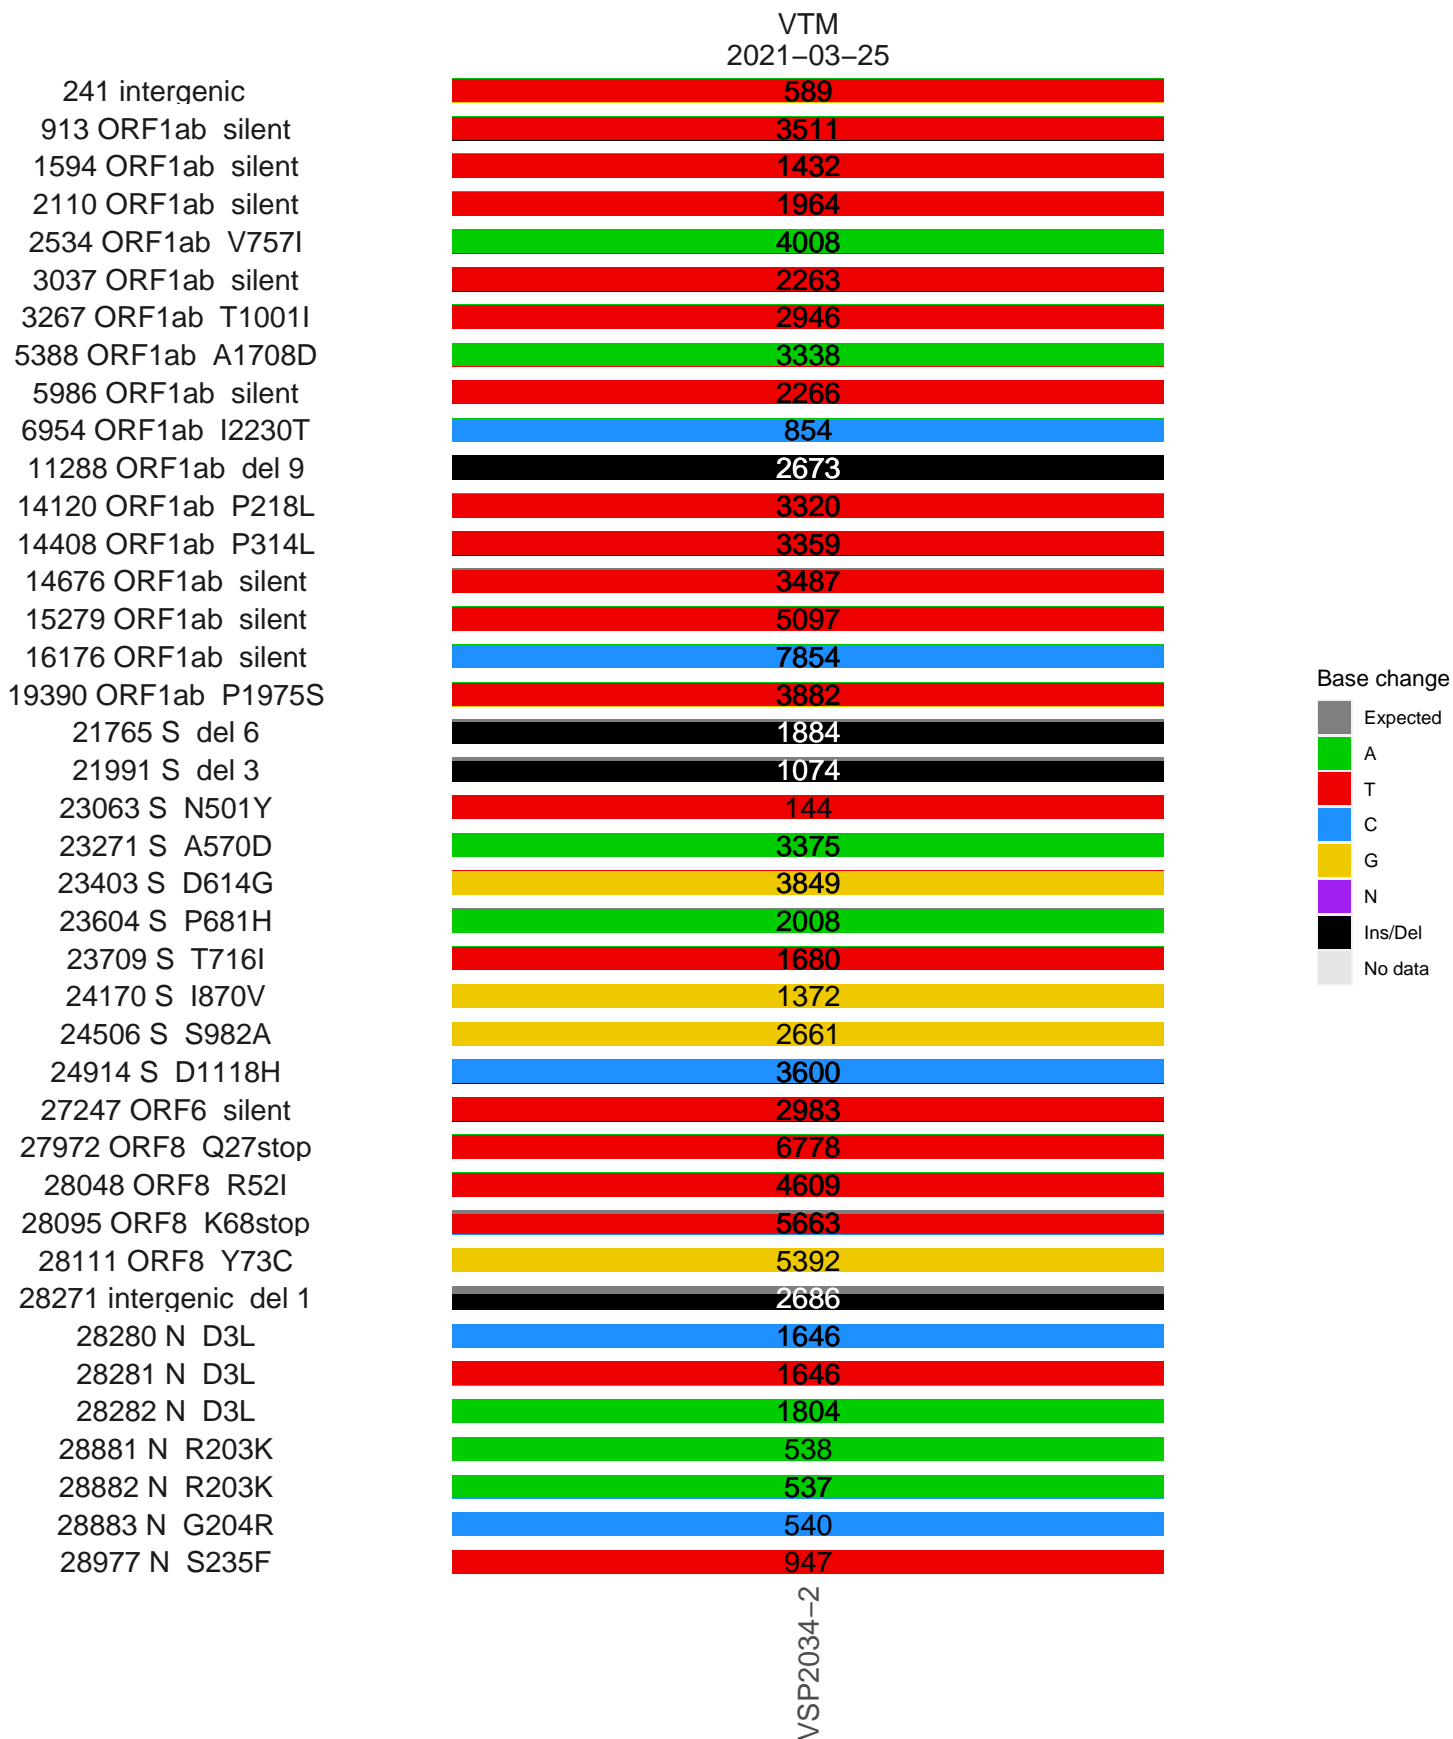 VTM
2021−03−25
241 intergenic 589
913 ORF1ab silent 3511
1594 ORF1ab silent 1432
2110 ORF1ab silent 1964
2534 ORF1ab V757I 4008
3037 ORF1ab silent 2263
3267 ORF1ab T1001I 2946
5388 ORF1ab A1708D 3338
5986 ORF1ab silent 2266
6954 ORF1ab I2230T 854
11288 ORF1ab del 9 2673
14120 ORF1ab P218L 3320
14408 ORF1ab P314L 3359
14676 ORF1ab silent 3487
15279 ORF1ab silent 5097
16176 ORF1ab silent 7854
19390 ORF1ab P1975S 3882
21765 S del 6 1884
21991 S del 3 1074
23063 S N501Y 144
23271 S A570D 3375
23403 S D614G 3849
23604 S P681H 2008
23709 S T716I 1680
24170 S I870V 1372
24506 S S982A 2661
24914 S D1118H 3600
27247 ORF6 silent 2983
27972 ORF8 Q27stop 6778
28048 ORF8 R52I 4609
28095 ORF8 K68stop 5663
28111 ORF8 Y73C 5392
28271 intergenic del 1 2686
28280 N D3L 1646
28281 N D3L 1646
28282 N D3L 1804
28881 N R203K 538
28882 N R203K 537
28883 N G204R 540
28977 N S235F 947
VSP2034−2
Base change
Expected
A
T
C
G
N
Ins/Del
No data